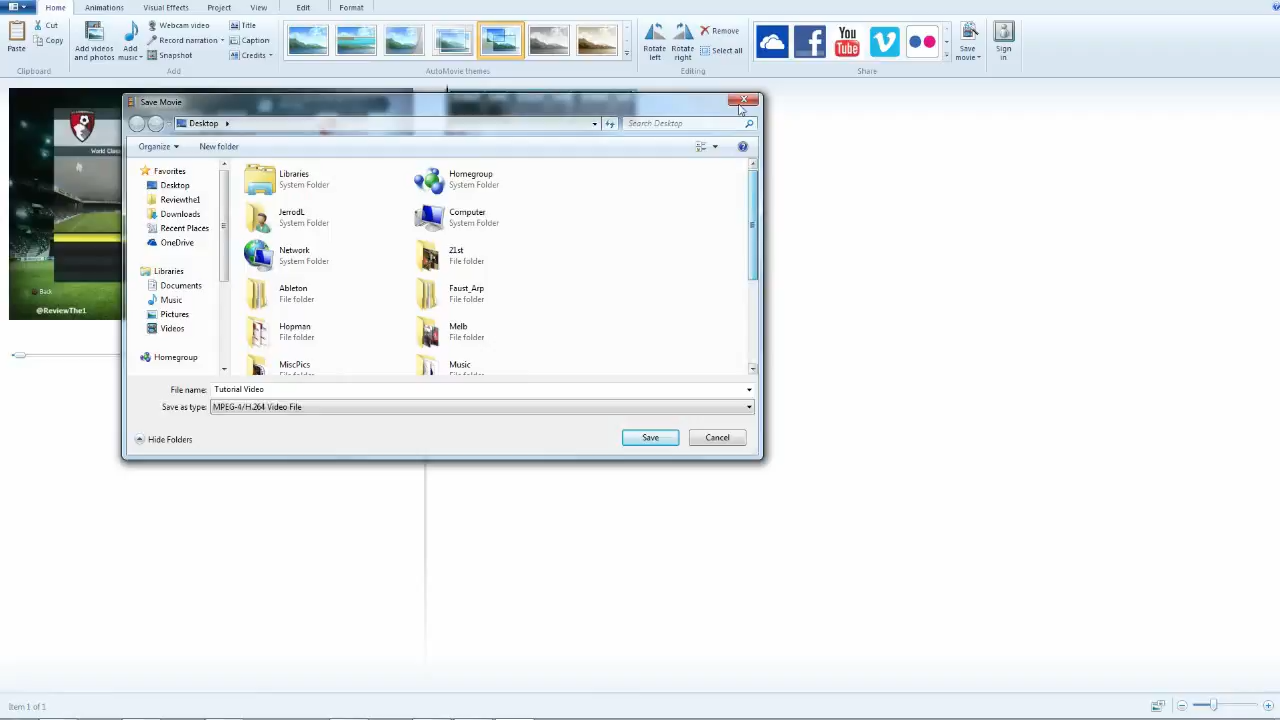 Home Animations Visual Effects Project View Edit Format
Paste
Cut
Copy
Clipboard
Add videos and photos
Add music
Webcam video
Record narration
Snapshot
Title
Caption
Credits
Add
AutoMovie themes
Rotate left
Rotate right
Remove
Select all
Editing
f
You
Tube
Share
Save movie
Sign in
Save Movie
Desktop
Search Desktop
Organize
New folder
Favorites
Desktop
Reviewthe1
Downloads
Recent Places
OneDrive
Libraries
Documents
Music
Pictures
Videos
Homegroup
Libraries
System Folder
Homegroup
System Folder
JerrodL
System Folder
Computer
System Folder
Network
System Folder
21st
File folder
Ableton
File folder
Faust_Arp
File folder
Hopman
File folder
Melb
File folder
MiscPics
Music
File name: Tutorial Video
Save as type: MPEG-4/H.264 Video File
Hide Folders
Save
Cancel
World Class
Back
@ReviewThe1
Item 1 of 1